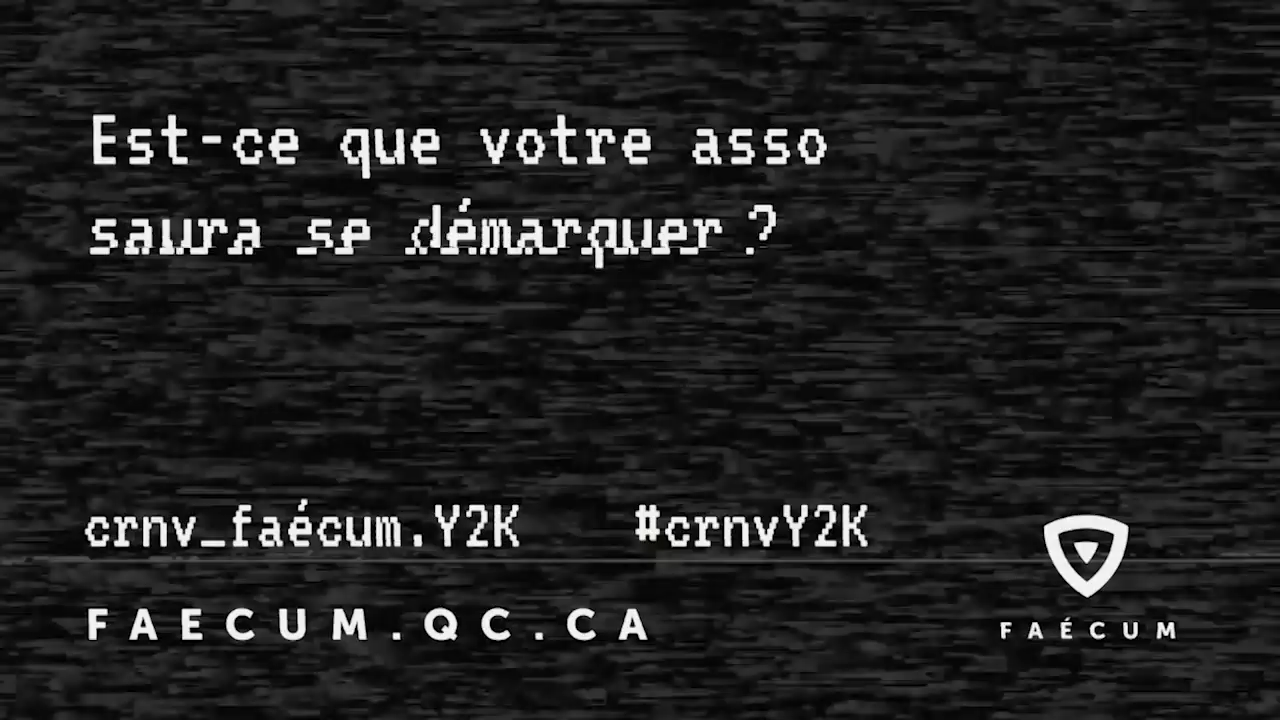 Est-ce que votre asso
saura se démarquer ?
crnv_faécum.Y2K #crnvY2K
FAECUM.QC.CA
FAÉCUM